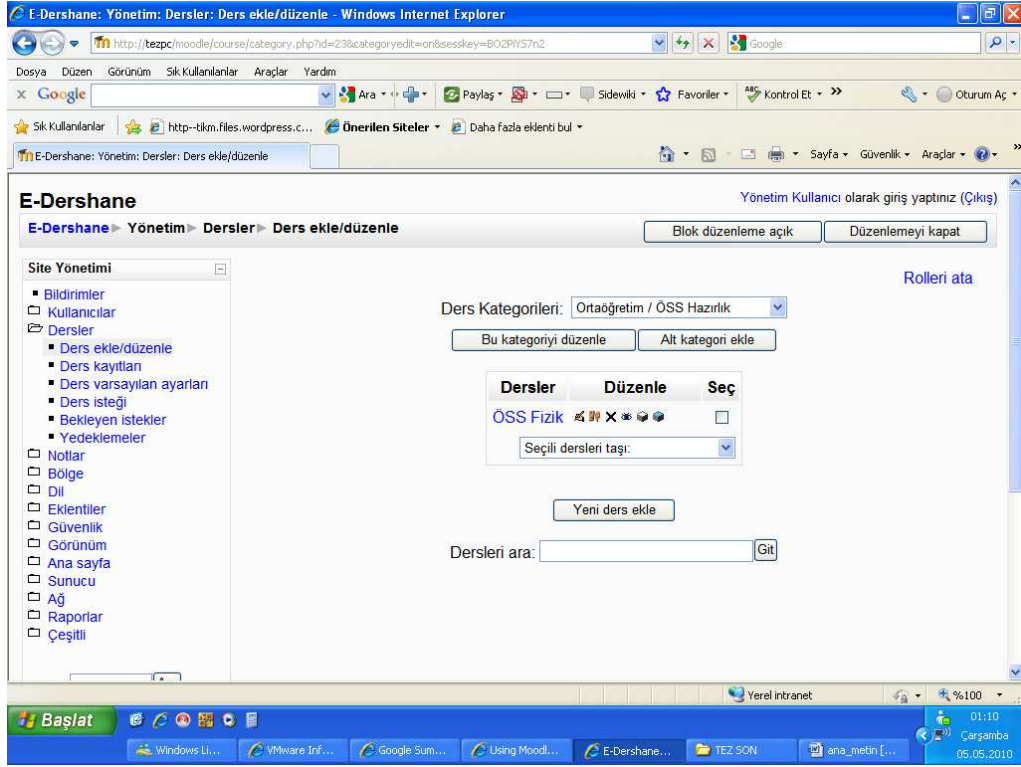 E-Dershane: Yönetim: Dersler: Ders ekle/düzenle - Windows Internet Explorer
http://tezpc/moodle/course/category.php?id=23&categoryedit=on&sesskey=BO2PiYS7n2
Google
Dosya Düzen Görünüm Sık Kullanılanlar Araçlar Yardım
x Google Ara Paylaş Sidewiki Favoriler Kontrol Et » Oturum Aç
Sık Kullanılanlar http--tikm.files.wordpress.c... Önerilen Siteler Daha fazla eklenti bul
E-Dershane: Yönetim: Dersler: Ders ekle/düzenle Sayfa Güvenlik Araçlar »
E-Dershane
Yönetim Kullanıcı olarak giriş yaptınız (Çıkış)
E-Dershane ► Yönetim ► Dersler ► Ders ekle/düzenle
Blok düzenleme açık Düzenlemeyi kapat
Site Yönetimi
Bildirimler
Kullanıcılar
Dersler
Ders ekle/düzenle
Ders kayıtları
Ders varsayılan ayarları
Ders isteği
Bekleyen istekler
Yedeklemeler
Notlar
Bölge
Dil
Eklentiler
Güvenlik
Görünüm
Ana sayfa
Sunucu
Ağ
Raporlar
Çeşitli
Rolleri ata
Ders Kategorileri: Ortaöğretim / ÖSS Hazırlık
Bu kategoriyi düzenle Alt kategori ekle
Dersler Düzenle Seç
ÖSS Fizik
Seçili dersleri taşı:
Yeni ders ekle
Dersleri ara: Git
Yerel intranet %100
Başlat 01:10
Windows Li... VMware Inf... Google Sum... Using Moodl... E-Dershane... TEZ SON ana_metin [... Çarşamba
05.05.2010